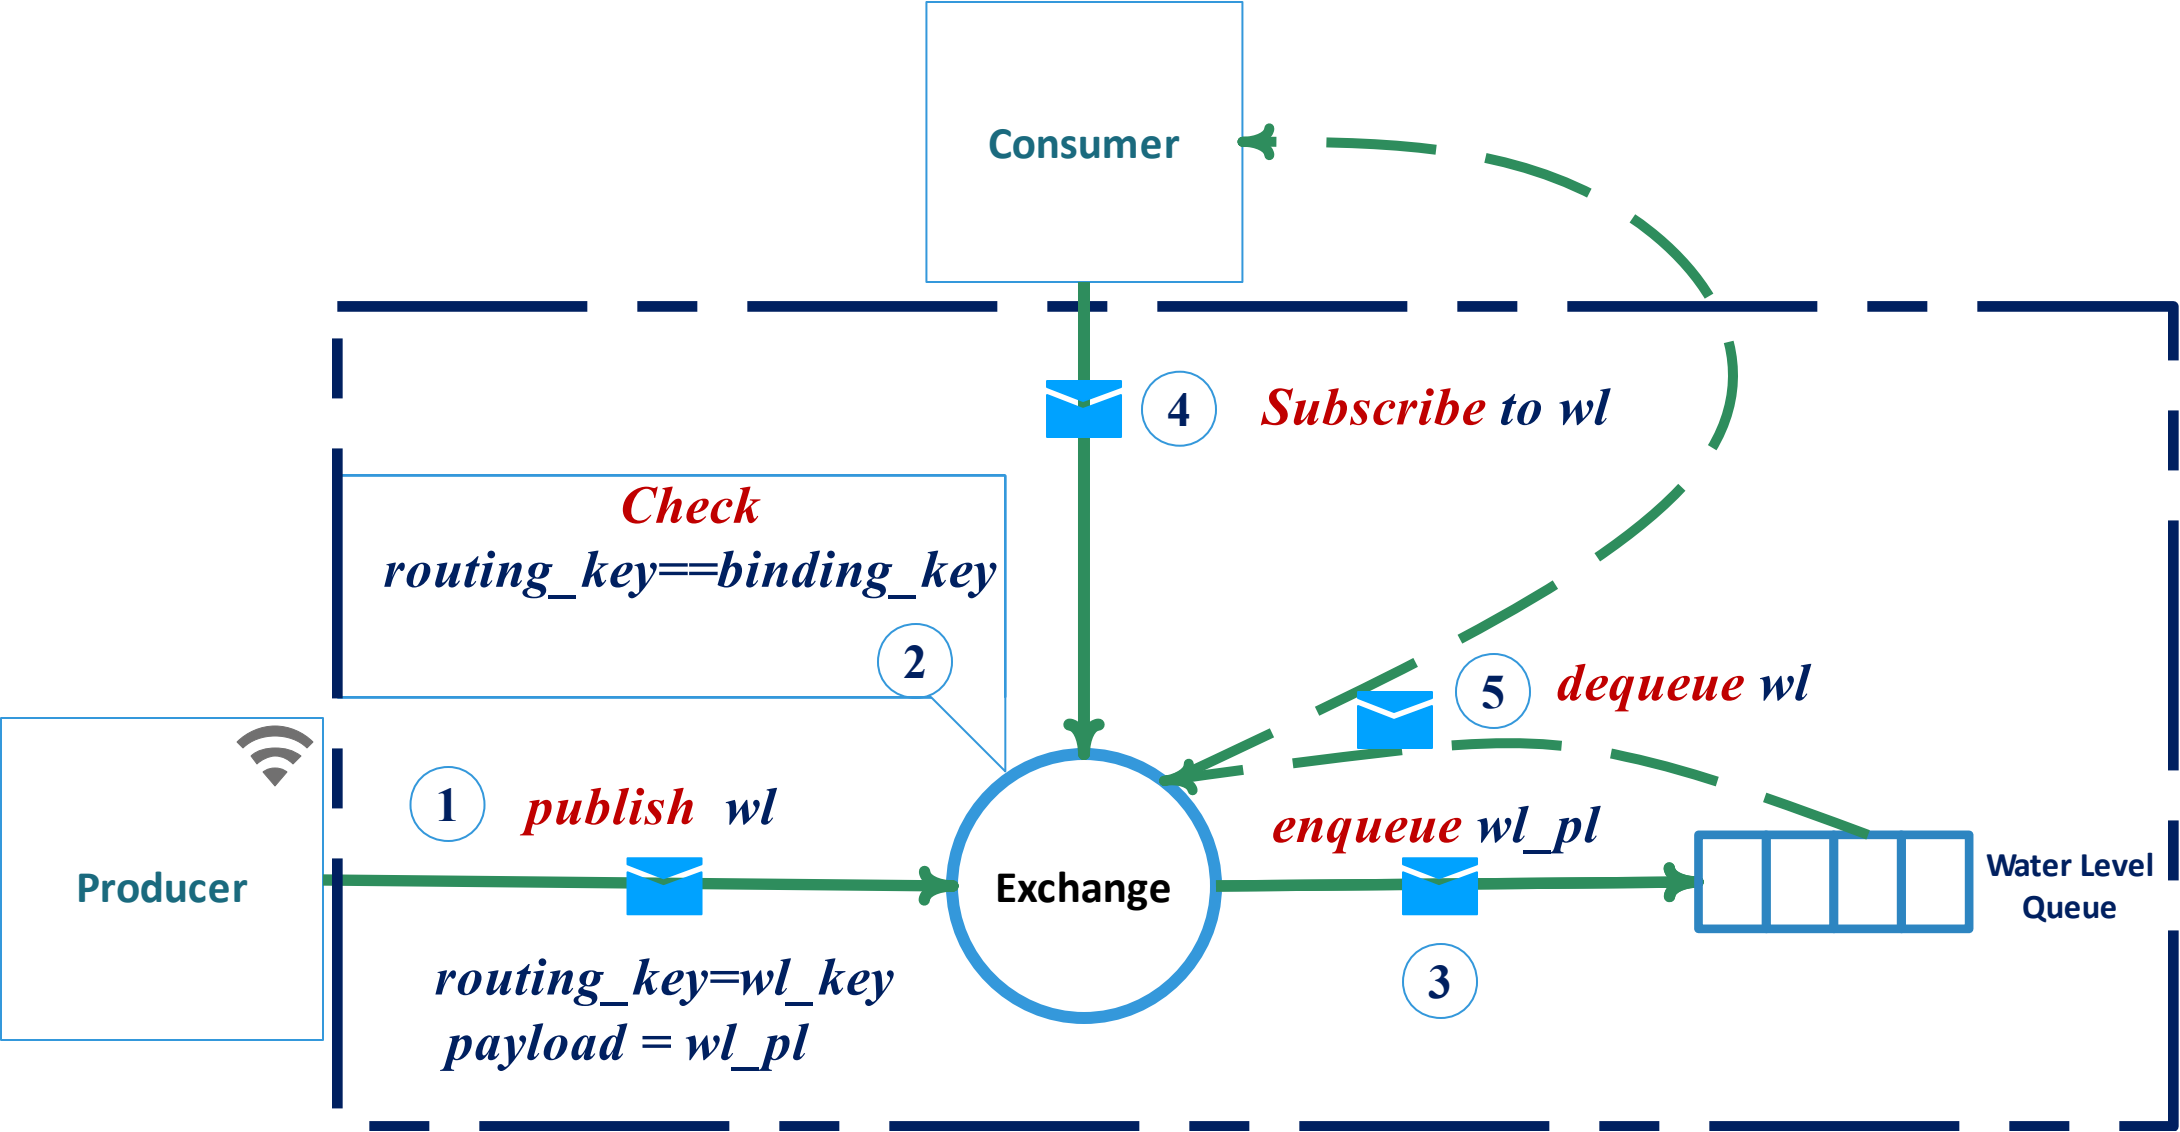 Consumer
4 Subscribe to wl
Check
routing_key==binding_key
2
5 dequeue wl
1 publish wl
enqueue wl_pl
Producer
Exchange
Water Level
Queue
routing_key=wl_key
3
payload = wl_pl